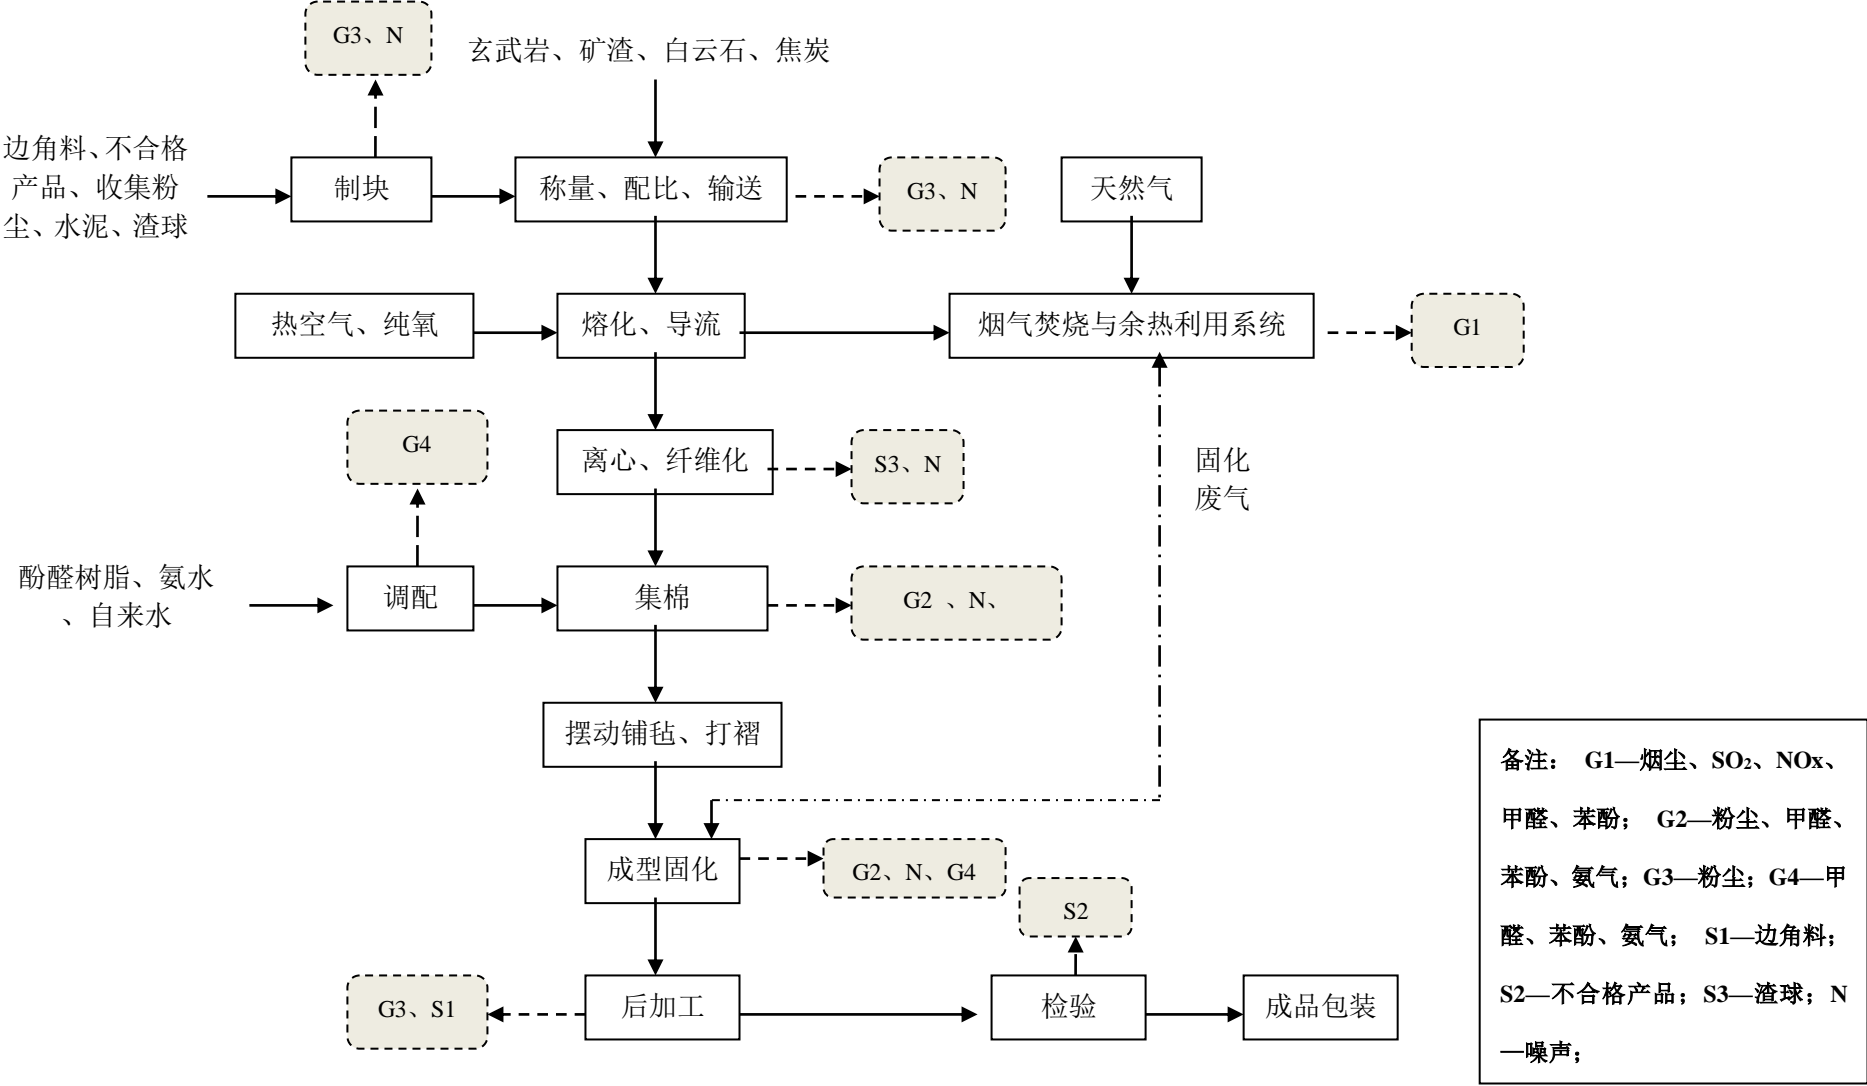 G3、N
玄武岩、矿渣、白云石、焦炭
边角料、不合格
产品、收集粉
尘、水泥、渣球
制块
称量、配比、输送
G3、N
天然气
热空气、纯氧
熔化、导流
烟气焚烧与余热利用系统
G1
G4
离心、纤维化
S3、N
固化
废气
酚醛树脂、氨水
、自来水
调配
集棉
G2 、N、
摆动铺毡、打褶
成型固化
G2、N、G4
S2
G3、S1
后加工
检验
成品包装
备注： G1—烟尘、SO₂、NOx、
甲醛、苯酚； G2—粉尘、甲醛、
苯酚、氨气；G3—粉尘；G4—甲
醛、苯酚、氨气； S1—边角料；
S2—不合格产品；S3—渣球；N
—噪声；